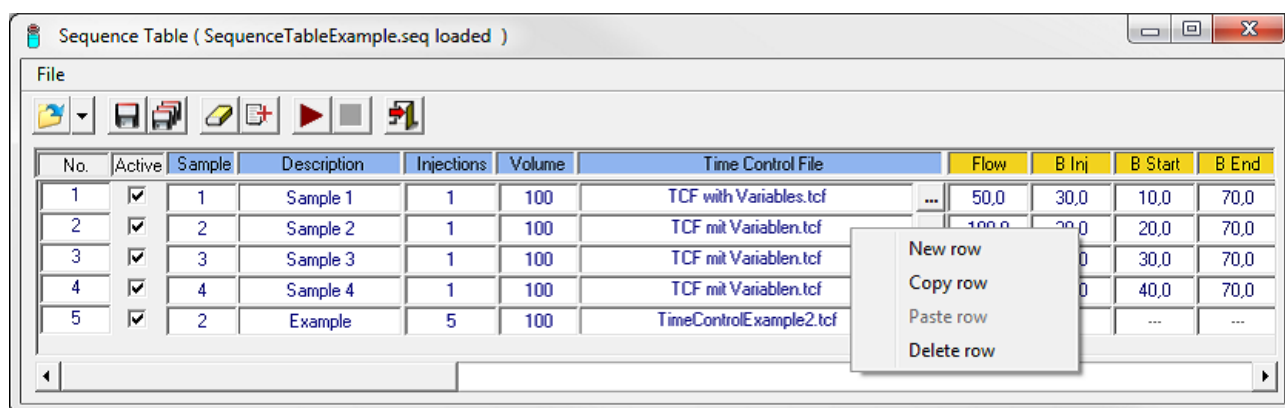 Sequence Table ( SequenceTableExample.seq loaded )
File
No. Active Sample Description Injections Volume Time Control File Flow B Inj B Start B End
1 1 Sample 1 1 100 TCF with Variables.tcf ... 50,0 30,0 10,0 70,0
2 2 Sample 2 1 100 TCF mit Variablen.tcf 20,0 70,0
3 3 Sample 3 1 100 TCF mit Variablen.tcf 30,0 70,0
4 4 Sample 4 1 100 TCF mit Variablen.tcf 40,0 70,0
5 2 Example 5 100 TimeControlExample2.tcf --- ---
New row
Copy row
Paste row
Delete row